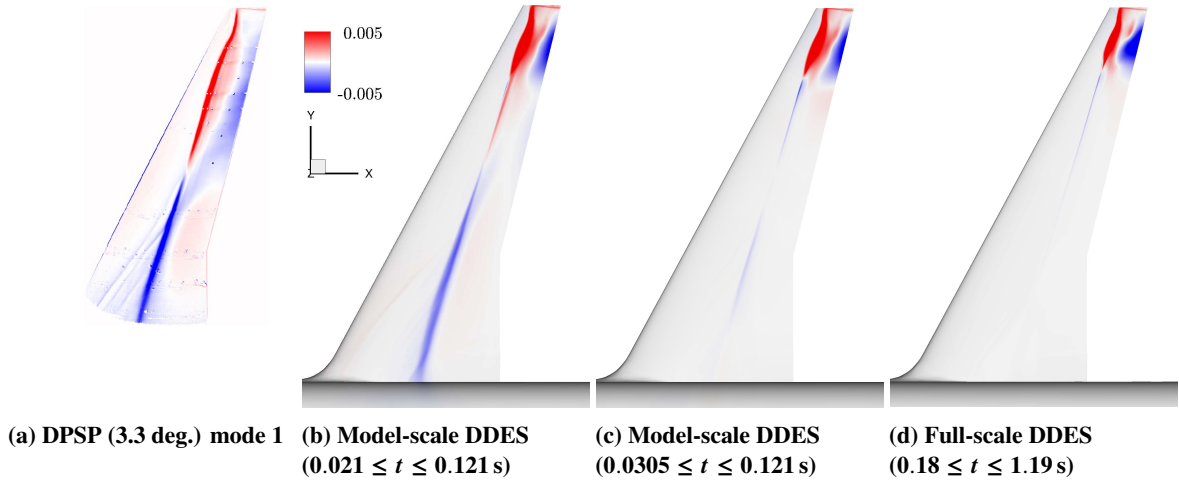 0.005
-0.005
Y
Z
X
(a) DPSP (3.3 deg.) mode 1
(b) Model-scale DDES
(0.021 ≤ t ≤ 0.121 s)
(c) Model-scale DDES
(0.0305 ≤ t ≤ 0.121 s)
(d) Full-scale DDES
(0.18 ≤ t ≤ 1.19 s)